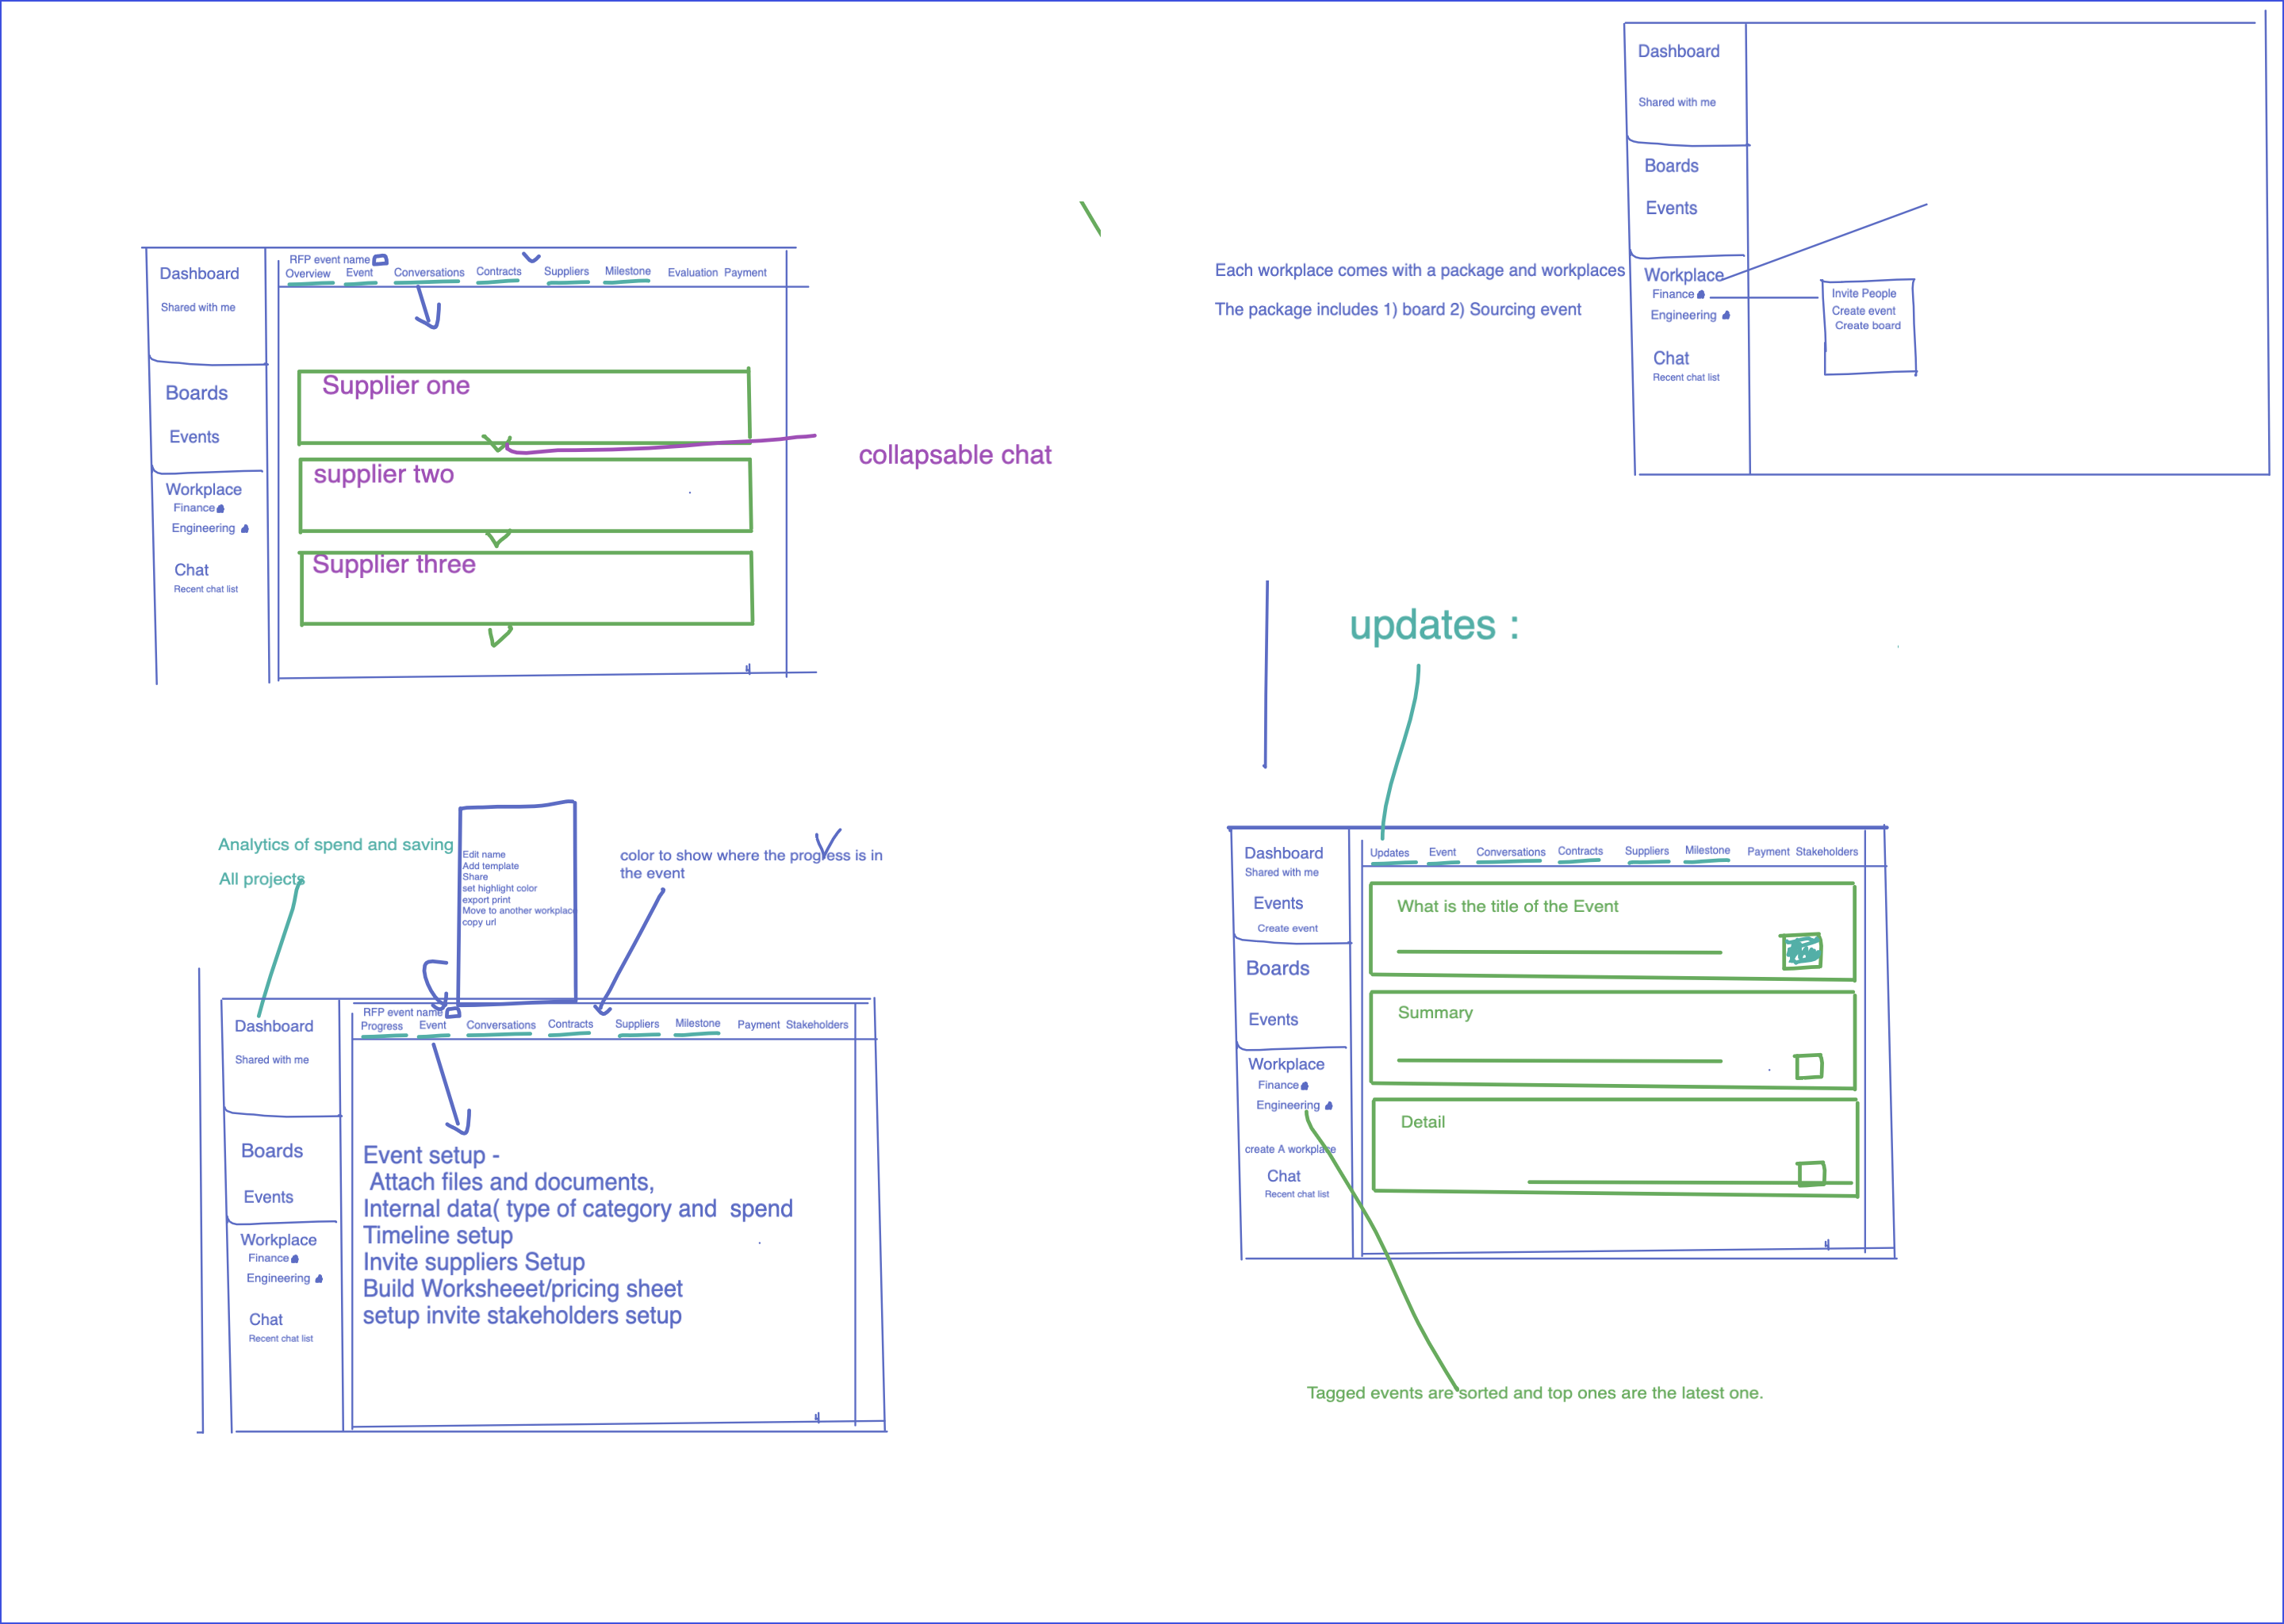 Dashboard
Shared with me
Boards
Events
Workplace
Finance
Engineering
Chat
Recent chat list
Invite People
Create event
Create board
Each workplace comes with a package and workplaces
The package includes 1) board 2) Sourcing event
RFP event name
Overview Event Conversations Contracts Suppliers Milestone Evaluation Payment
Dashboard
Shared with me
Boards
Events
Workplace
Finance
Engineering
Chat
Recent chat list
Supplier one
supplier two
Supplier three
collapsable chat
updates :
Analytics of spend and saving
All projects
Edit name
Add template
Share
set highlight color
export print
Move to another workplace
copy url
color to show where the progress is in
the event
RFP event name
Progress Event Conversations Contracts Suppliers Milestone Payment Stakeholders
Dashboard
Shared with me
Boards
Events
Workplace
Finance
Engineering
Chat
Recent chat list
Event setup -
Attach files and documents,
Internal data( type of category and spend
Timeline setup
Invite suppliers Setup
Build Worksheeet/pricing sheet
setup invite stakeholders setup
Updates Event Conversations Contracts Suppliers Milestone Payment Stakeholders
Dashboard
Shared with me
Events
Create event
Boards
Events
Workplace
Finance
Engineering
create A workplace
Chat
Recent chat list
What is the title of the Event
Summary
Detail
Tagged events are sorted and top ones are the latest one.